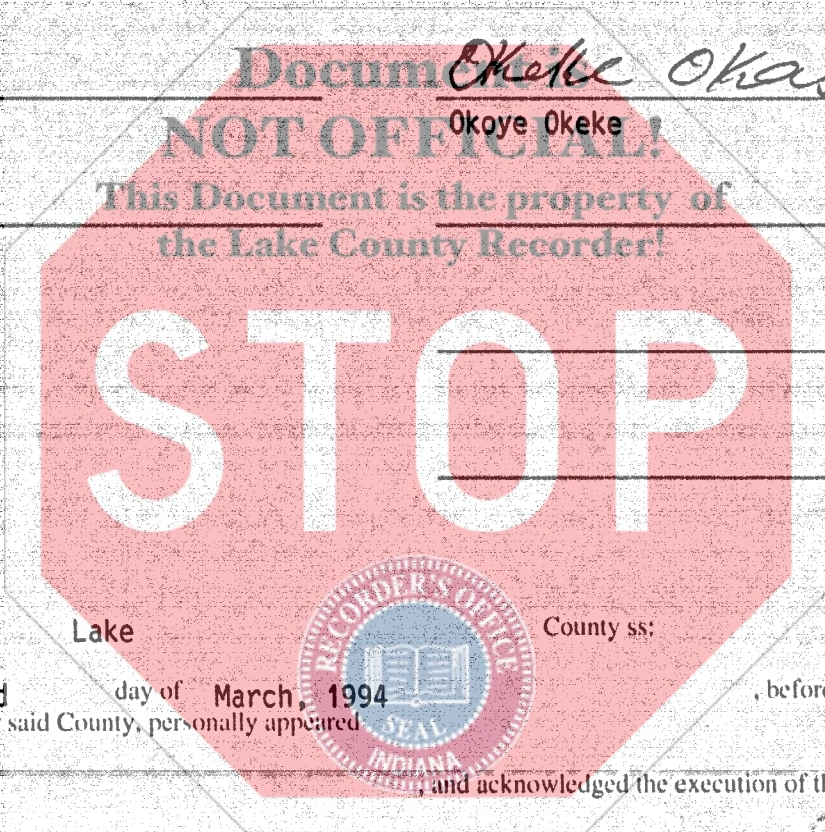 Document is
Okeke
NOT OFFICIAL!
Okoye Okeke
This Document is the property of
the Lake County Recorder!
STOP
RECORDER'S OFFICE
SEAL
INDIANA
Lake County ss:
d day of March, 1994 , before
said County, personally appeared
, and acknowledged the execution of th